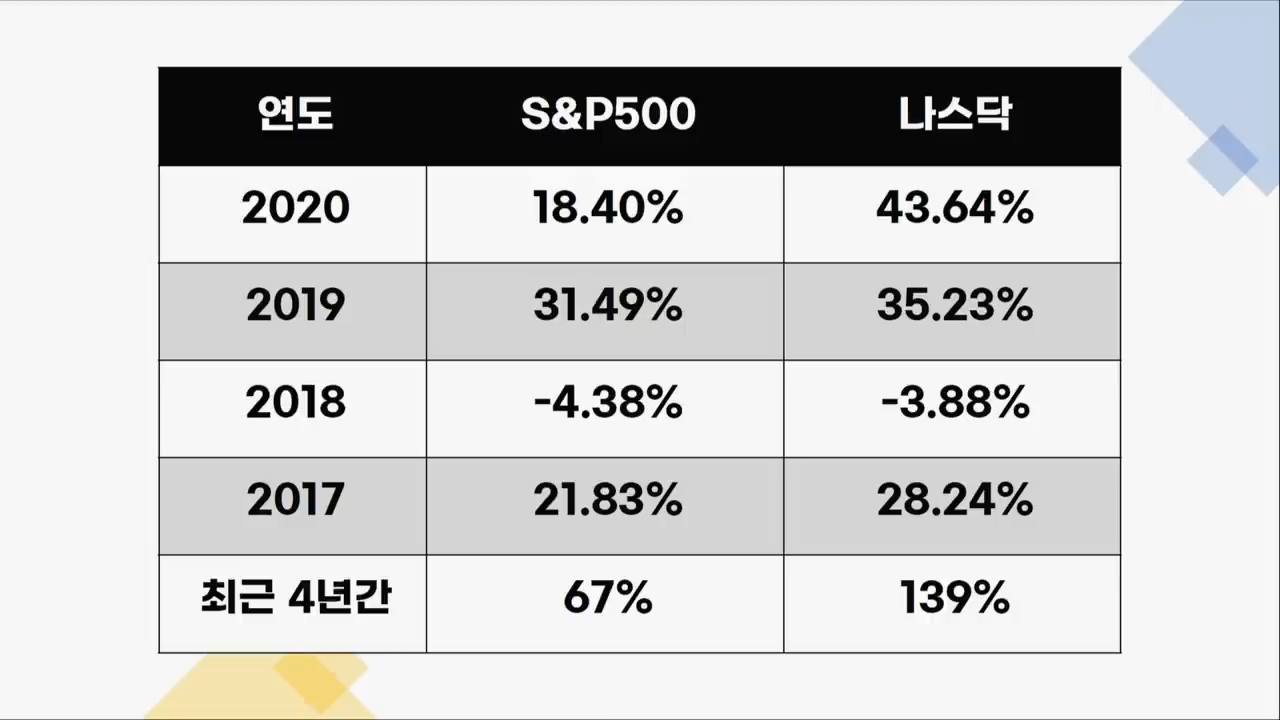 연도 S&P500 나스닥
2020 18.40% 43.64%
2019 31.49% 35.23%
2018 -4.38% -3.88%
2017 21.83% 28.24%
최근 4년간 67% 139%